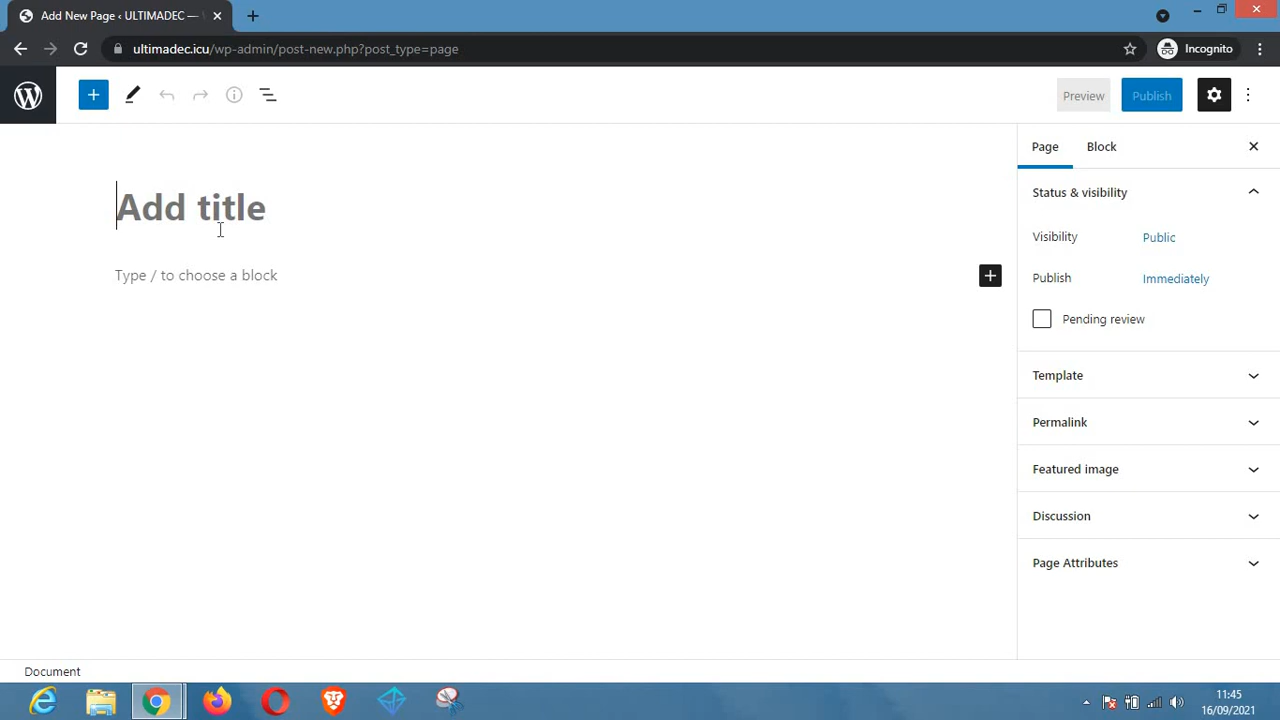 Add New Page ‹ ULTIMADEC —
ultimadec.icu/wp-admin/post-new.php?post_type=page
Incognito
Preview
Publish
Add title
Type / to choose a block
Page
Block
Status & visibility
Visibility
Public
Publish
Immediately
Pending review
Template
Permalink
Featured image
Discussion
Page Attributes
Document
11:45
16/09/2021